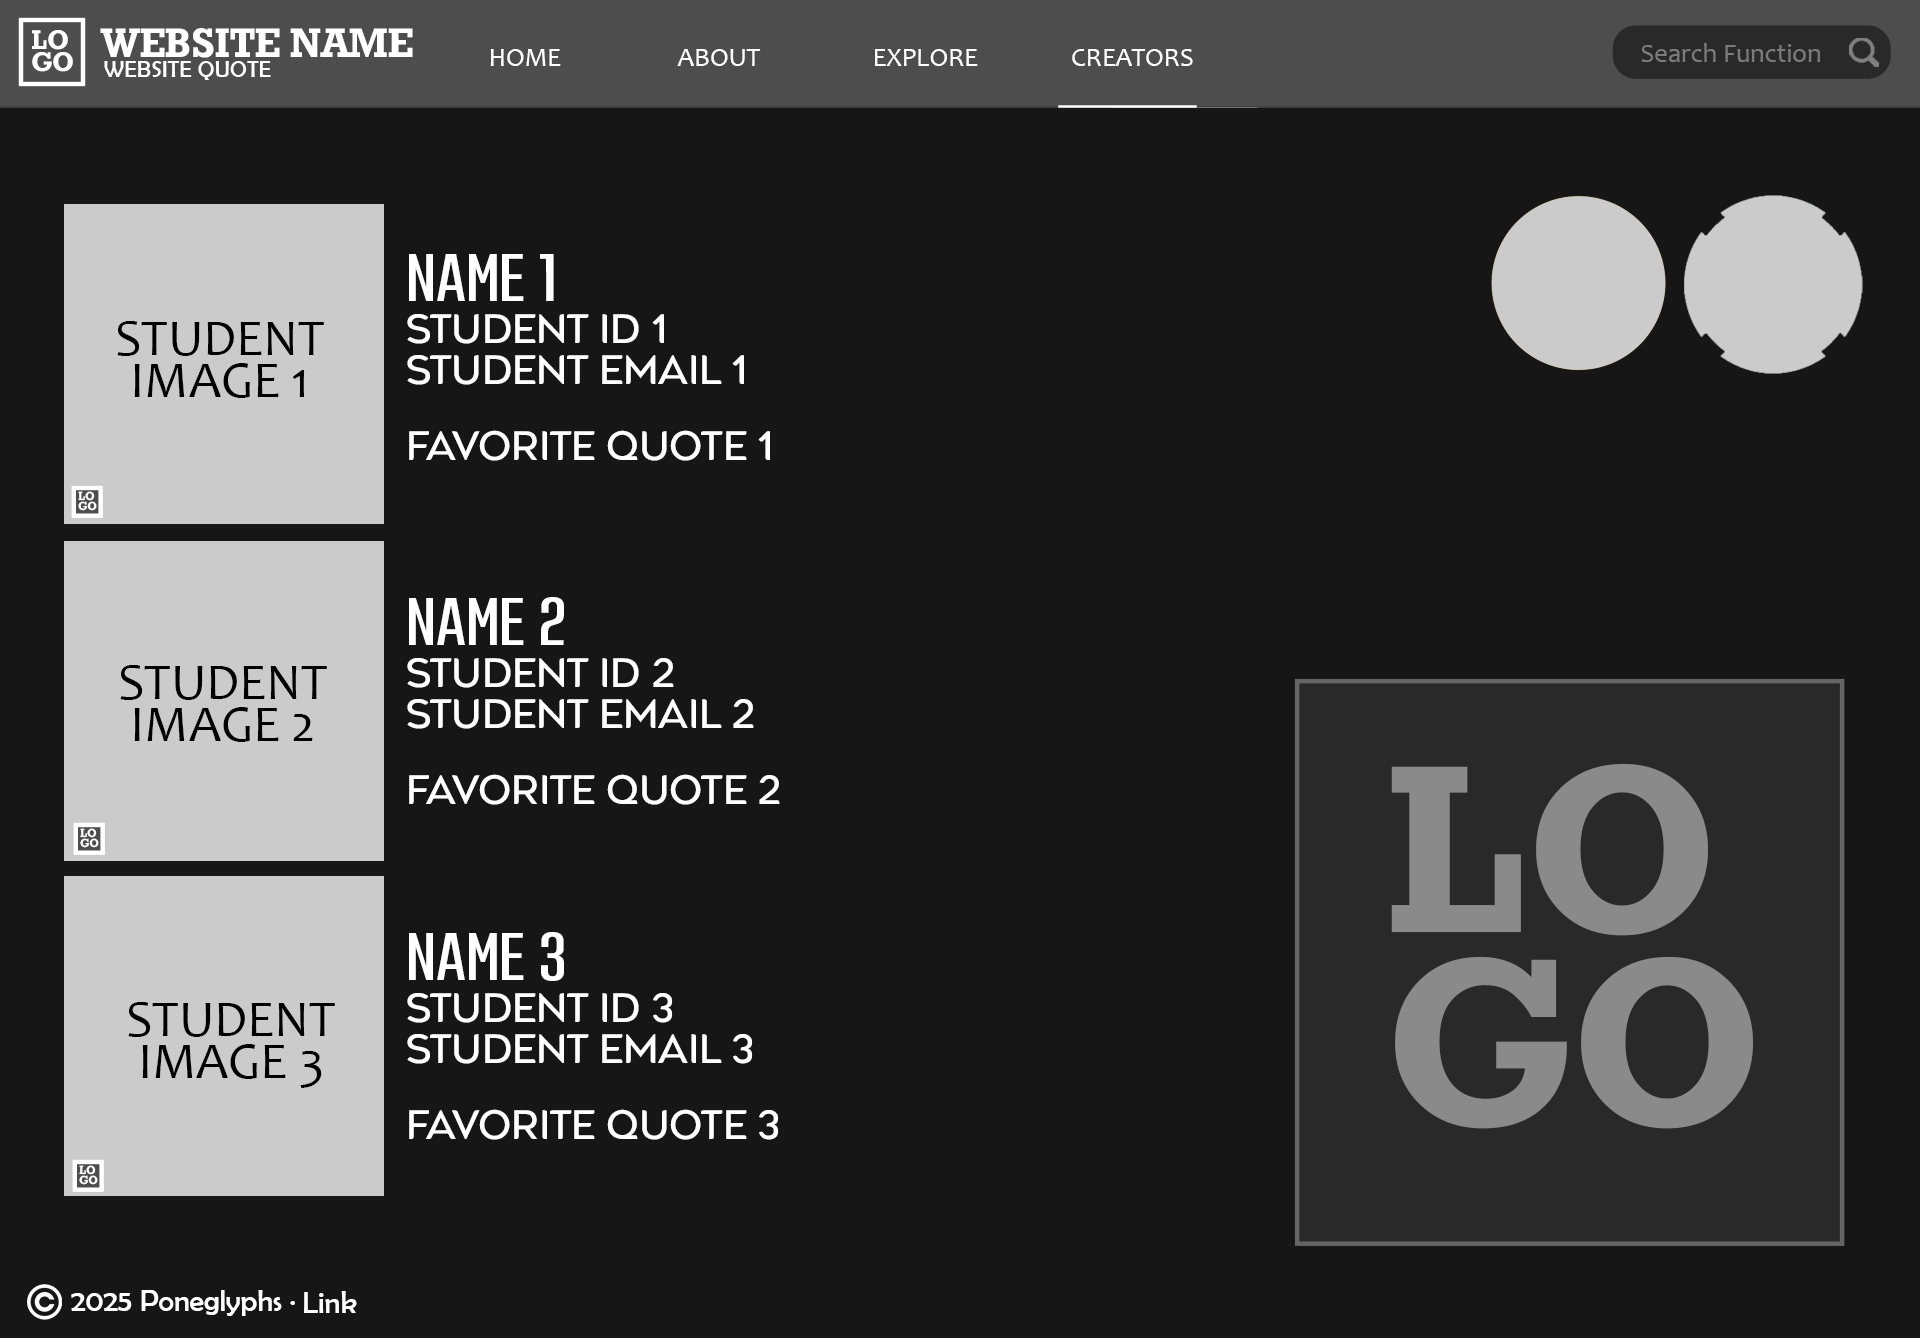 LO
GO
WEBSITE NAME
WEBSITE QUOTE
HOME
ABOUT
EXPLORE
CREATORS
Search Function
STUDENT
IMAGE 1
LO
GO
NAME 1
STUDENT ID 1
STUDENT EMAIL 1
FAVORITE QUOTE 1
STUDENT
IMAGE 2
LO
GO
NAME 2
STUDENT ID 2
STUDENT EMAIL 2
FAVORITE QUOTE 2
STUDENT
IMAGE 3
LO
GO
NAME 3
STUDENT ID 3
STUDENT EMAIL 3
FAVORITE QUOTE 3
LO
GO
© 2025 Poneglyphs · Link